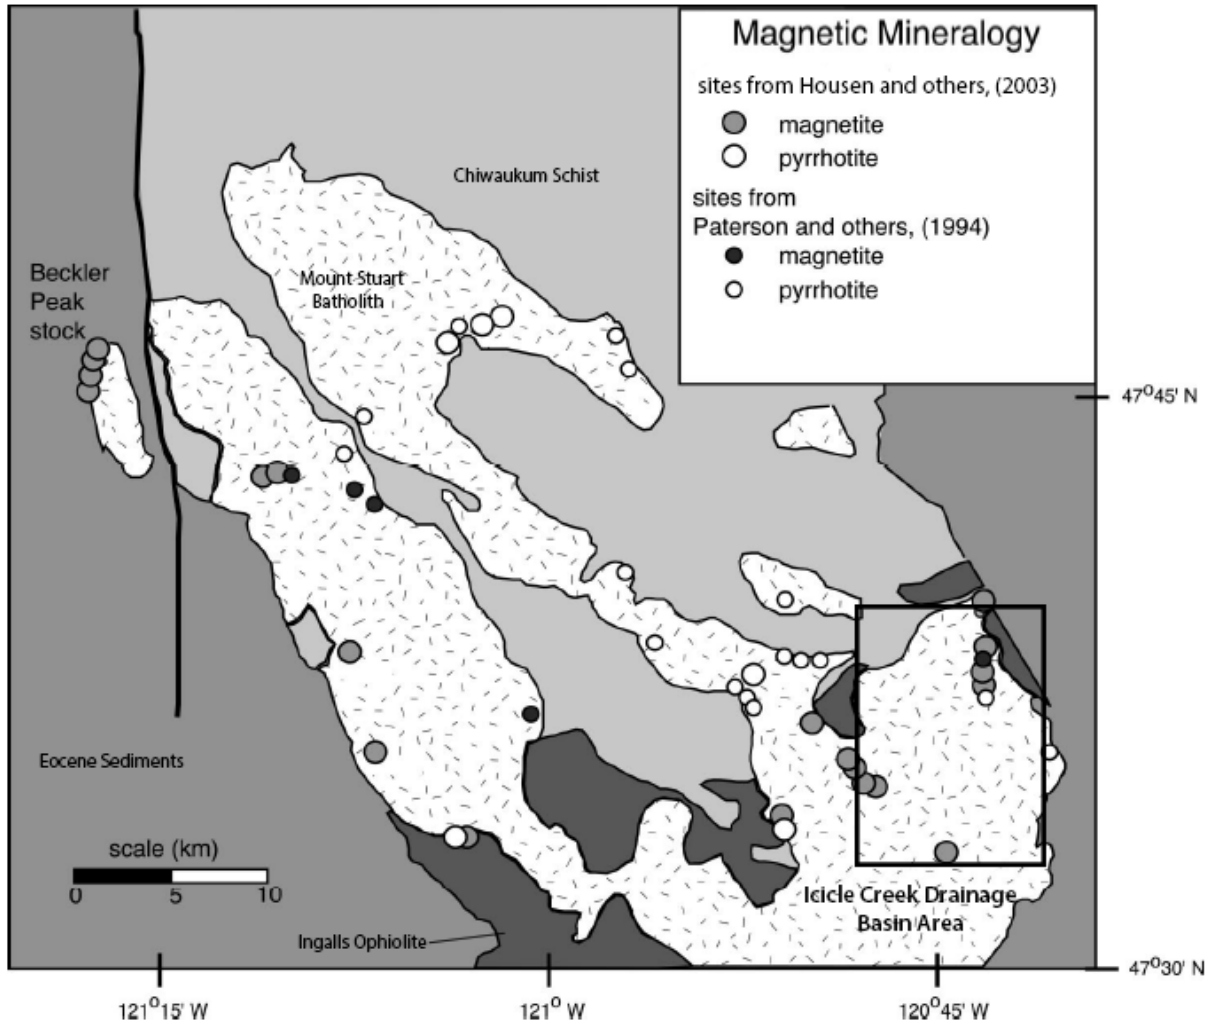 Magnetic Mineralogy
sites from Housen and others, (2003)
magnetite
pyrrhotite
sites from
Paterson and others, (1994)
magnetite
pyrrhotite
Chiwaukum Schist
Mount Stuart
Batholith
Beckler
Peak
stock
47°45' N
Eocene Sediments
scale (km)
0 5 10
Icicle Creek Drainage
Basin Area
Ingalls Ophiolite
47°30' N
121°15' W 121° W 120°45' W